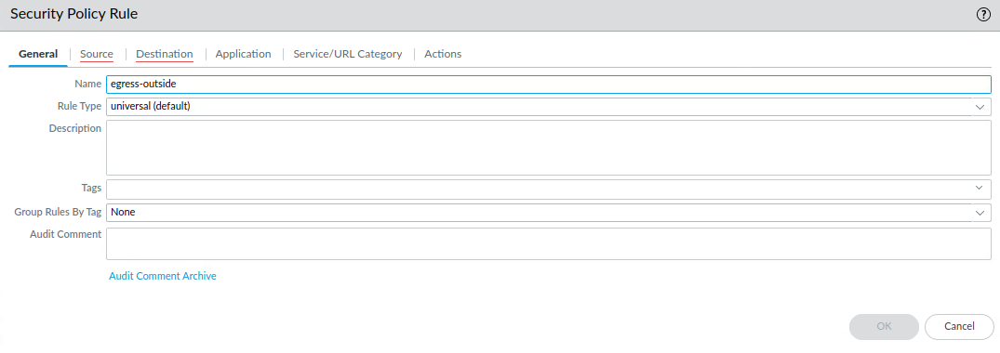 Security Policy Rule
?
General Source Destination Application Service/URL Category Actions
Name egress-outside
Rule Type universal (default)
Description
Tags
Group Rules By Tag None
Audit Comment
Audit Comment Archive
OK Cancel